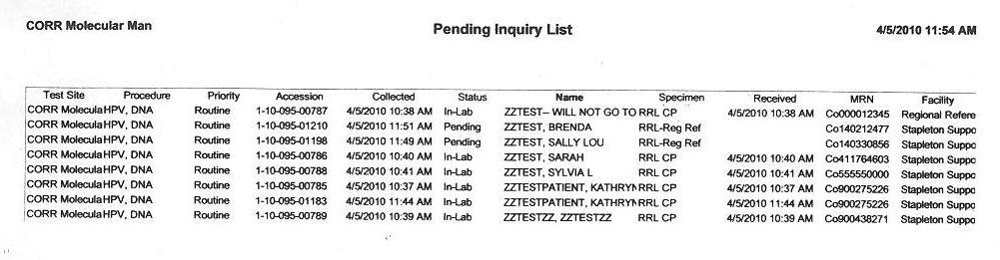 CORR Molecular Man Pending Inquiry List 4/5/2010 11:54 AM
Test Site Procedure Priority Accession Collected Status Name Specimen Received MRN Facility
CORR MoleculaHPV, DNA Routine 1-10-095-00787 4/5/2010 10:38 AM In-Lab ZZTEST-- WILL NOT GO TO RRL CP 4/5/2010 10:38 AM Co000012345 Regional Refere
CORR MoleculaHPV, DNA Routine 1-10-095-01210 4/5/2010 11:51 AM Pending ZZTEST, BRENDA RRL-Reg Ref Co140212477 Stapleton Suppo
CORR MoleculaHPV, DNA Routine 1-10-095-01198 4/5/2010 11:49 AM Pending ZZTEST, SALLY LOU RRL-Reg Ref Co140330856 Stapleton Suppo
CORR MoleculaHPV, DNA Routine 1-10-095-00786 4/5/2010 10:40 AM In-Lab ZZTEST, SARAH RRL CP 4/5/2010 10:40 AM Co411764603 Stapleton Suppo
CORR MoleculaHPV, DNA Routine 1-10-095-00788 4/5/2010 10:41 AM In-Lab ZZTEST, SYLVIA L RRL CP 4/5/2010 10:41 AM Co555550000 Stapleton Suppo
CORR MoleculaHPV, DNA Routine 1-10-095-00785 4/5/2010 10:37 AM In-Lab ZZTESTPATIENT, KATHRYN RRL CP 4/5/2010 10:37 AM Co900275226 Stapleton Suppo
CORR MoleculaHPV, DNA Routine 1-10-095-01183 4/5/2010 11:44 AM In-Lab ZZTESTPATIENT, KATHRYN RRL CP 4/5/2010 11:44 AM Co900275226 Stapleton Suppo
CORR MoleculaHPV, DNA Routine 1-10-095-00789 4/5/2010 10:39 AM In-Lab ZZTESTZZ, ZZTESTZZ RRL CP 4/5/2010 10:39 AM Co900438271 Stapleton Suppo